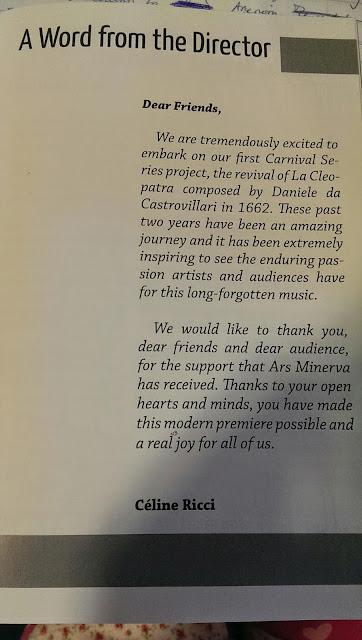 A Word from the Director
Dear Friends,
We are tremendously excited to
embark on our first Carnival Se-
ries project, the revival of La Cleo-
patra composed by Daniele da
Castrovillari in 1662. These past
two years have been an amazing
journey and it has been extremely
inspiring to see the enduring pas-
sion artists and audiences have
for this long-forgotten music.
We would like to thank you,
dear friends and dear audience,
for the support that Ars Minerva
has received. Thanks to your open
hearts and minds, you have made
this modern premiere possible and
a real joy for all of us.
Céline Ricci